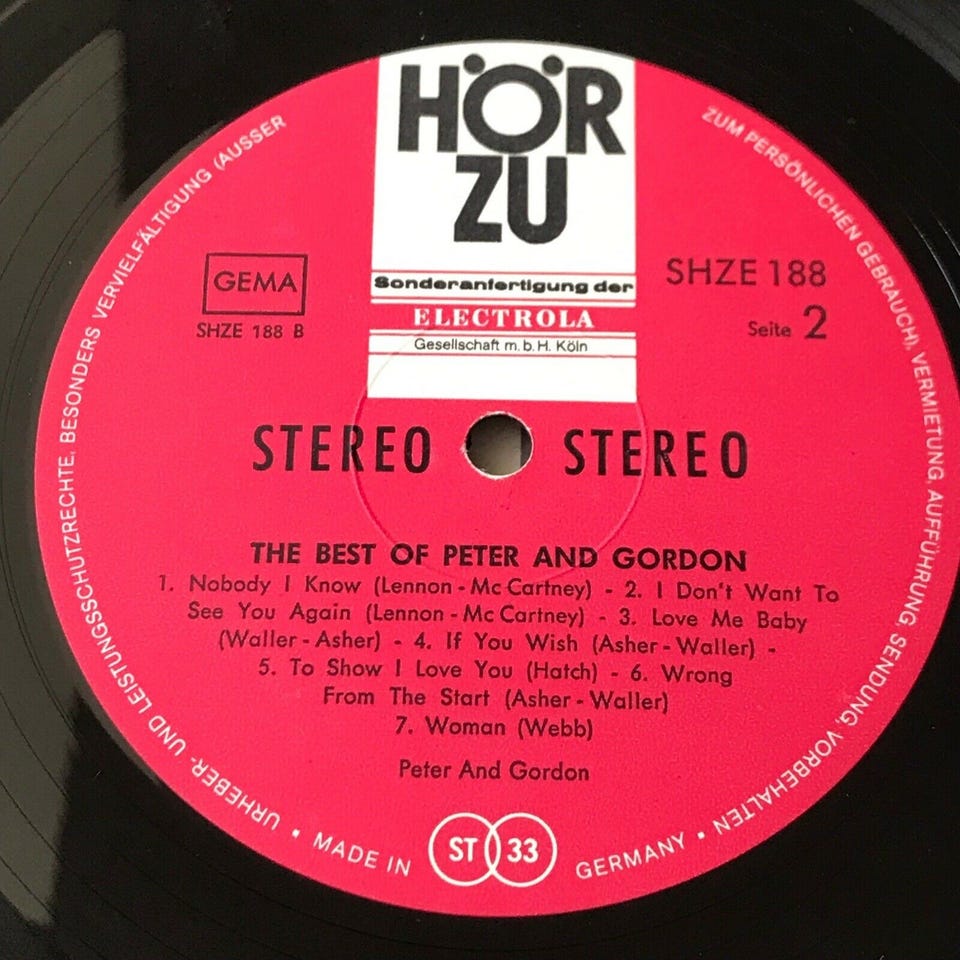 HÖR
ZU
Sonderanfertigung der
ELECTROLA
Gesellschaft m.b.H. Köln
GEMA
SHZE 188 B
SHZE 188
Seite 2
STEREO STEREO
THE BEST OF PETER AND GORDON
1. Nobody I Know (Lennon - Mc Cartney) - 2. I Don't Want To
See You Again (Lennon - Mc Cartney) - 3. Love Me Baby
(Waller - Asher) - 4. If You Wish (Asher - Waller) -
5. To Show I Love You (Hatch) - 6. Wrong
From The Start (Asher - Waller)
7. Woman (Webb)
Peter And Gordon
URHEBER- UND LEISTUNGSSCHUTZRECHTE, BESONDERS VERVIELFÄLTIGUNG (AUSSER
ZUM PERSÖNLICHEN GEBRAUCH), VERMIETUNG, AUFFÜHRUNG, SENDUNG, VORBEHALTEN
• MADE IN ST 33 GERMANY •